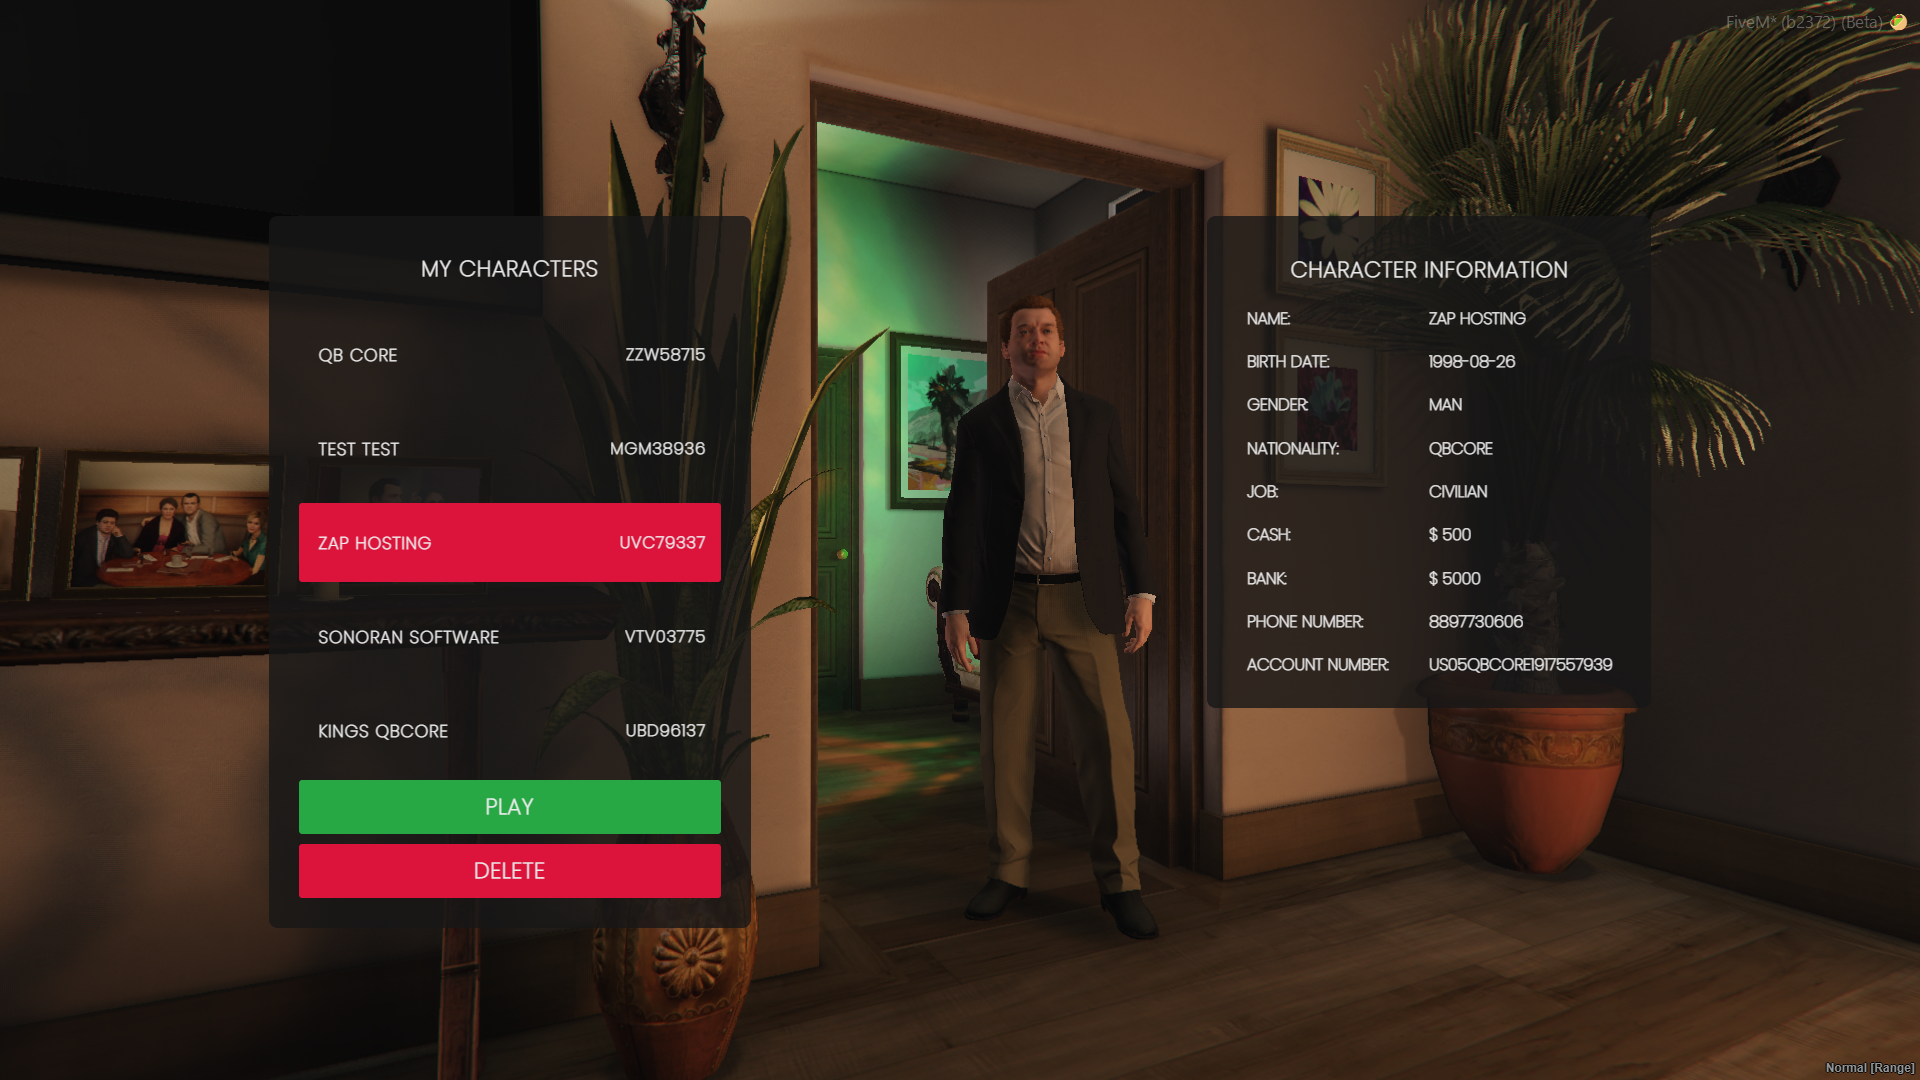 FiveM* (b2372) (Beta)
MY CHARACTERS
QB CORE ZZW58715
TEST TEST MGM38936
ZAP HOSTING UVC79337
SONORAN SOFTWARE VTV03775
KINGS QBCORE UBD96137
PLAY
DELETE
CHARACTER INFORMATION
NAME: ZAP HOSTING
BIRTH DATE: 1998-08-26
GENDER: MAN
NATIONALITY: QBCORE
JOB: CIVILIAN
CASH: $ 500
BANK: $ 5000
PHONE NUMBER: 8897730606
ACCOUNT NUMBER: US05QBCORE1917557939
Normal [Range]